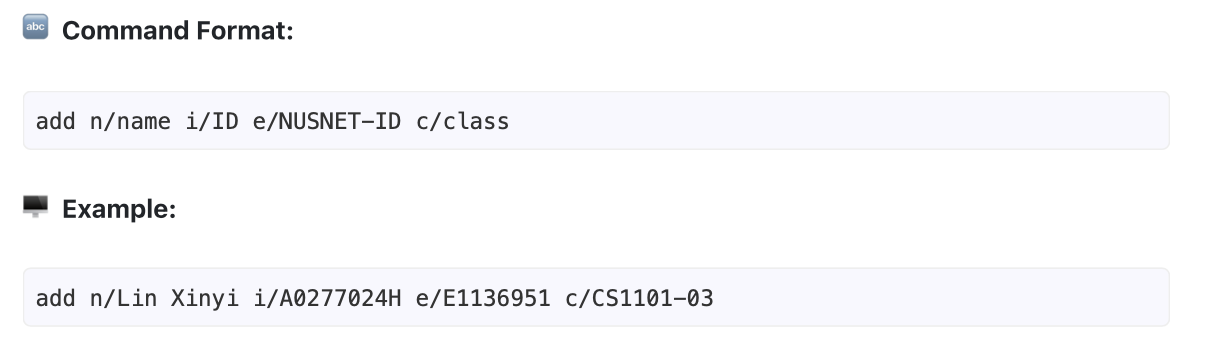 abc Command Format:
add n/name i/ID e/NUSNET-ID c/class
Example:
add n/Lin Xinyi i/A0277024H e/E1136951 c/CS1101-03